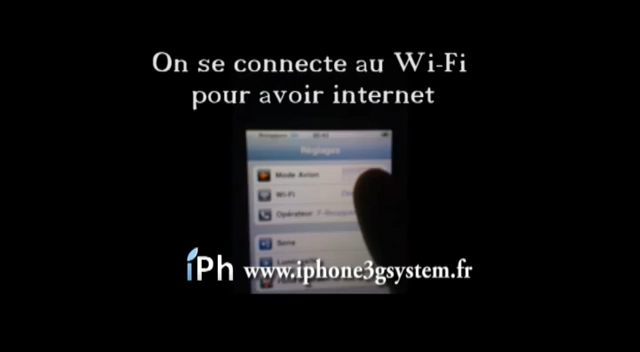 On se connecte au Wi-Fi
pour avoir internet
Réglages
Mode Avion
Wi-Fi
Opérateur
Sons
iPh www.iphone3gsystem.fr